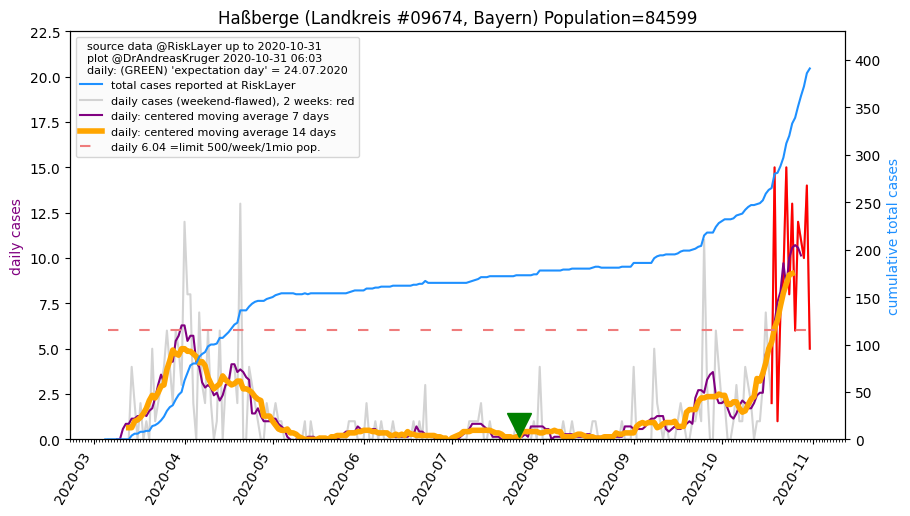 Haßberge (Landkreis #09674, Bayern) Population=84599
22.5
20.0
17.5
15.0
12.5
10.0
7.5
5.0
2.5
0.0
daily cases
source data @RiskLayer up to 2020-10-31
plot @DrAndreasKruger 2020-10-31 06:03
daily: (GREEN) 'expectation day' = 24.07.2020
total cases reported at RiskLayer
daily cases (weekend-flawed), 2 weeks: red
daily: centered moving average 7 days
daily: centered moving average 14 days
daily 6.04 =limit 500/week/1mio pop.
400
350
300
250
200
150
100
50
0
cumulative total cases
2020-03
2020-04
2020-05
2020-06
2020-07
2020-08
2020-09
2020-10
2020-11